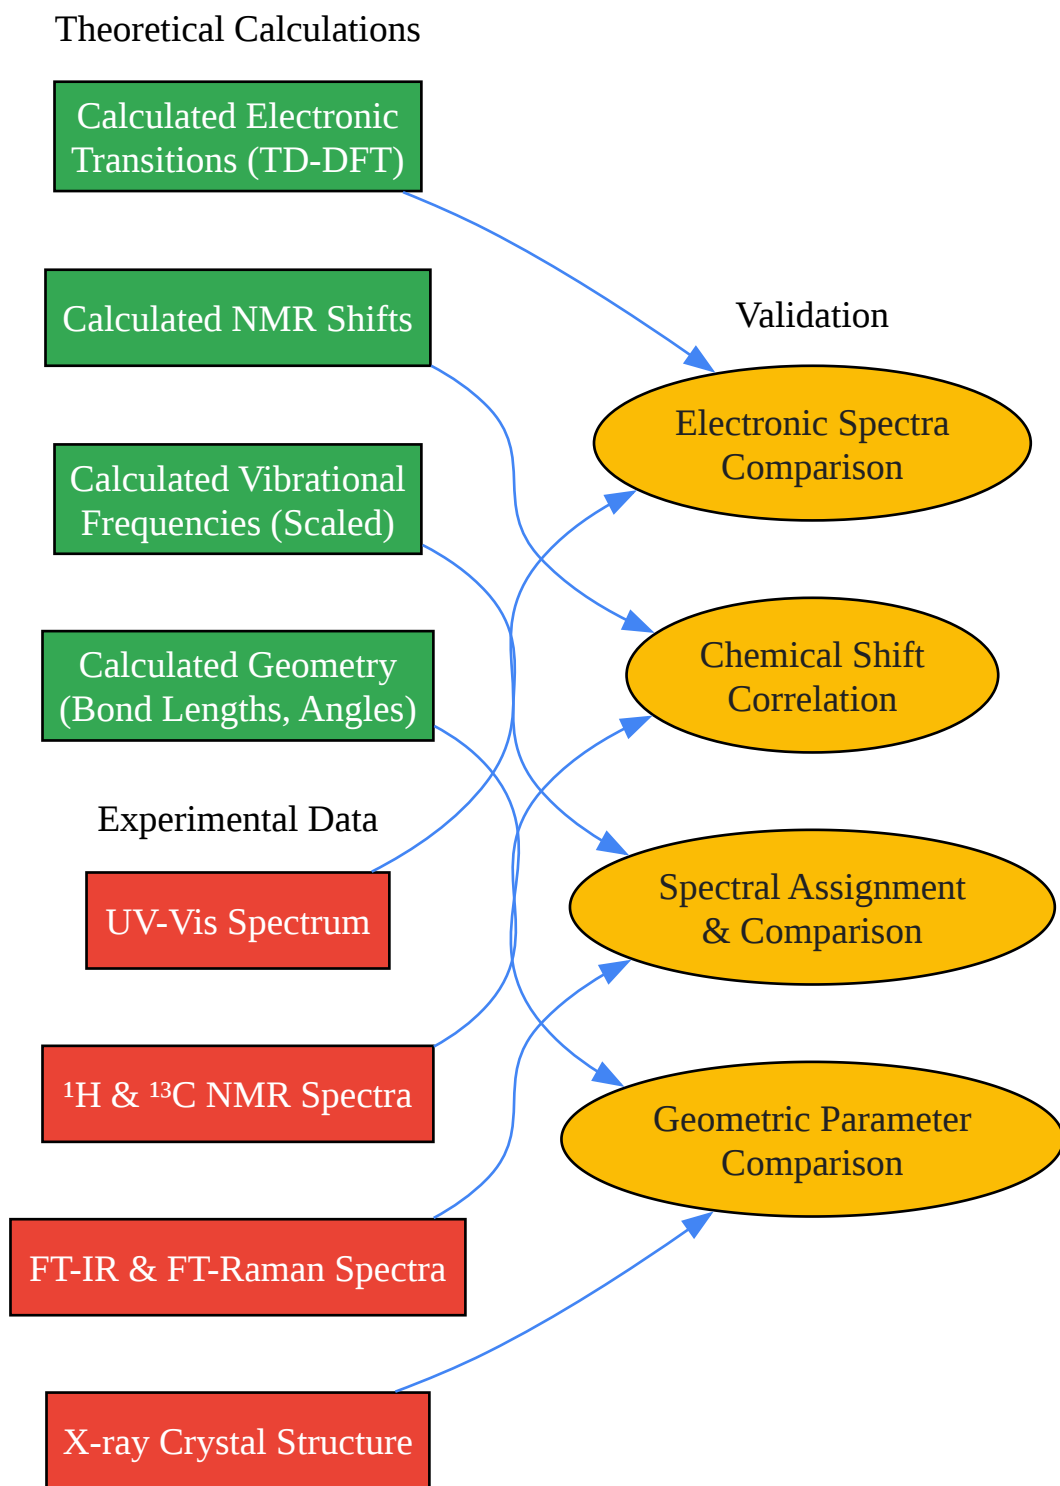 Theoretical Calculations
Calculated Electronic
Transitions (TD-DFT)
Calculated NMR Shifts
Calculated Vibrational
Frequencies (Scaled)
Calculated Geometry
(Bond Lengths, Angles)
Experimental Data
UV-Vis Spectrum
¹H & ¹³C NMR Spectra
FT-IR & FT-Raman Spectra
X-ray Crystal Structure
Validation
Electronic Spectra
Comparison
Chemical Shift
Correlation
Spectral Assignment
& Comparison
Geometric Parameter
Comparison